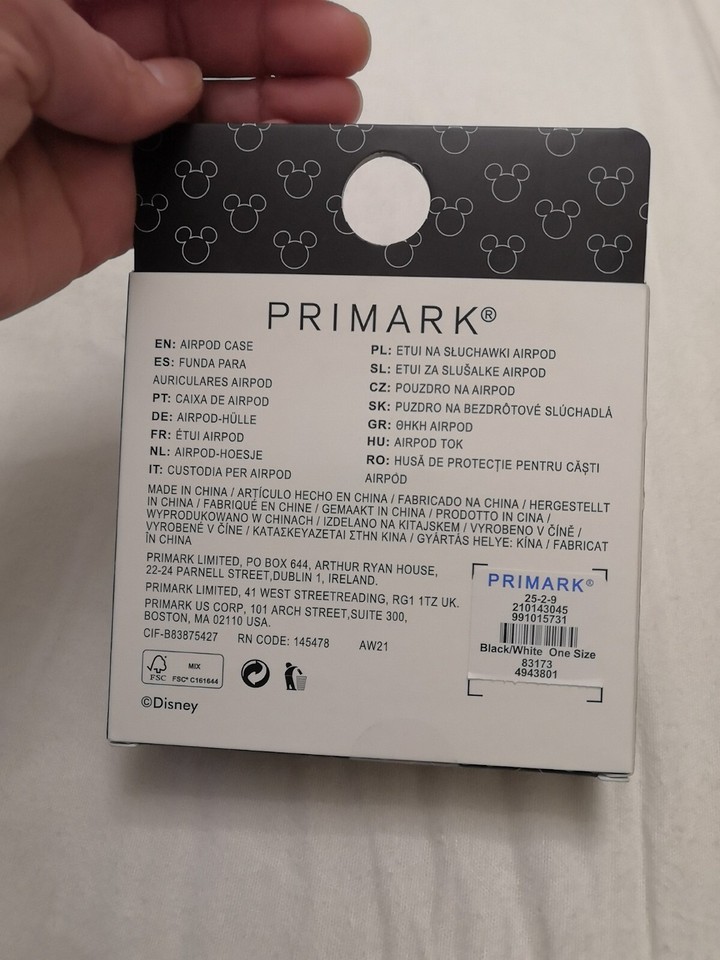 PRIMARK®
EN: AIRPOD CASE
ES: FUNDA PARA
AURICULARES AIRPOD
PT: CAIXA DE AIRPOD
DE: AIRPOD-HÜLLE
FR: ÉTUI AIRPOD
NL: AIRPOD-HOESJE
IT: CUSTODIA PER AIRPOD
PL: ETUI NA SŁUCHAWKI AIRPOD
SL: ETUI ZA SLUŠALKE AIRPOD
CZ: POUZDRO NA AIRPOD
SK: PUZDRO NA BEZDRÔTOVÉ SLÚCHADLÁ
GR: ΘΗΚΗ AIRPOD
HU: AIRPOD TOK
RO: HUSĂ DE PROTECȚIE PENTRU CĂȘTI
AIRPOD
MADE IN CHINA / ARTÍCULO HECHO EN CHINA / FABRICADO NA CHINA / HERGESTELLT
IN CHINA / FABRIQUÉ EN CHINE / GEMAAKT IN CHINA / PRODOTTO IN CINA /
WYPRODUKOWANO W CHINACH / IZDELANO NA KITAJSKEM / VYROBENO V ČÍNĚ /
VYROBENÉ V ČÍNE / ΚΑΤΑΣΚΕΥΑΖΕΤΑΙ ΣΤΗΝ ΚΙΝΑ / GYÁRTÁS HELYE: KÍNA / FABRICAT
ÎN CHINA
PRIMARK LIMITED, PO BOX 644, ARTHUR RYAN HOUSE,
22-24 PARNELL STREET,DUBLIN 1, IRELAND.
PRIMARK LIMITED, 41 WEST STREETREADING, RG1 1TZ UK.
PRIMARK US CORP, 101 ARCH STREET,SUITE 300,
BOSTON, MA 02110 USA.
CIF-B83875427 RN CODE: 145478 AW21
FSC
MIX
FSC® C161644
©Disney
PRIMARK®
25-2-9
210143045
991015731
Black/White One Size
83173
4943801